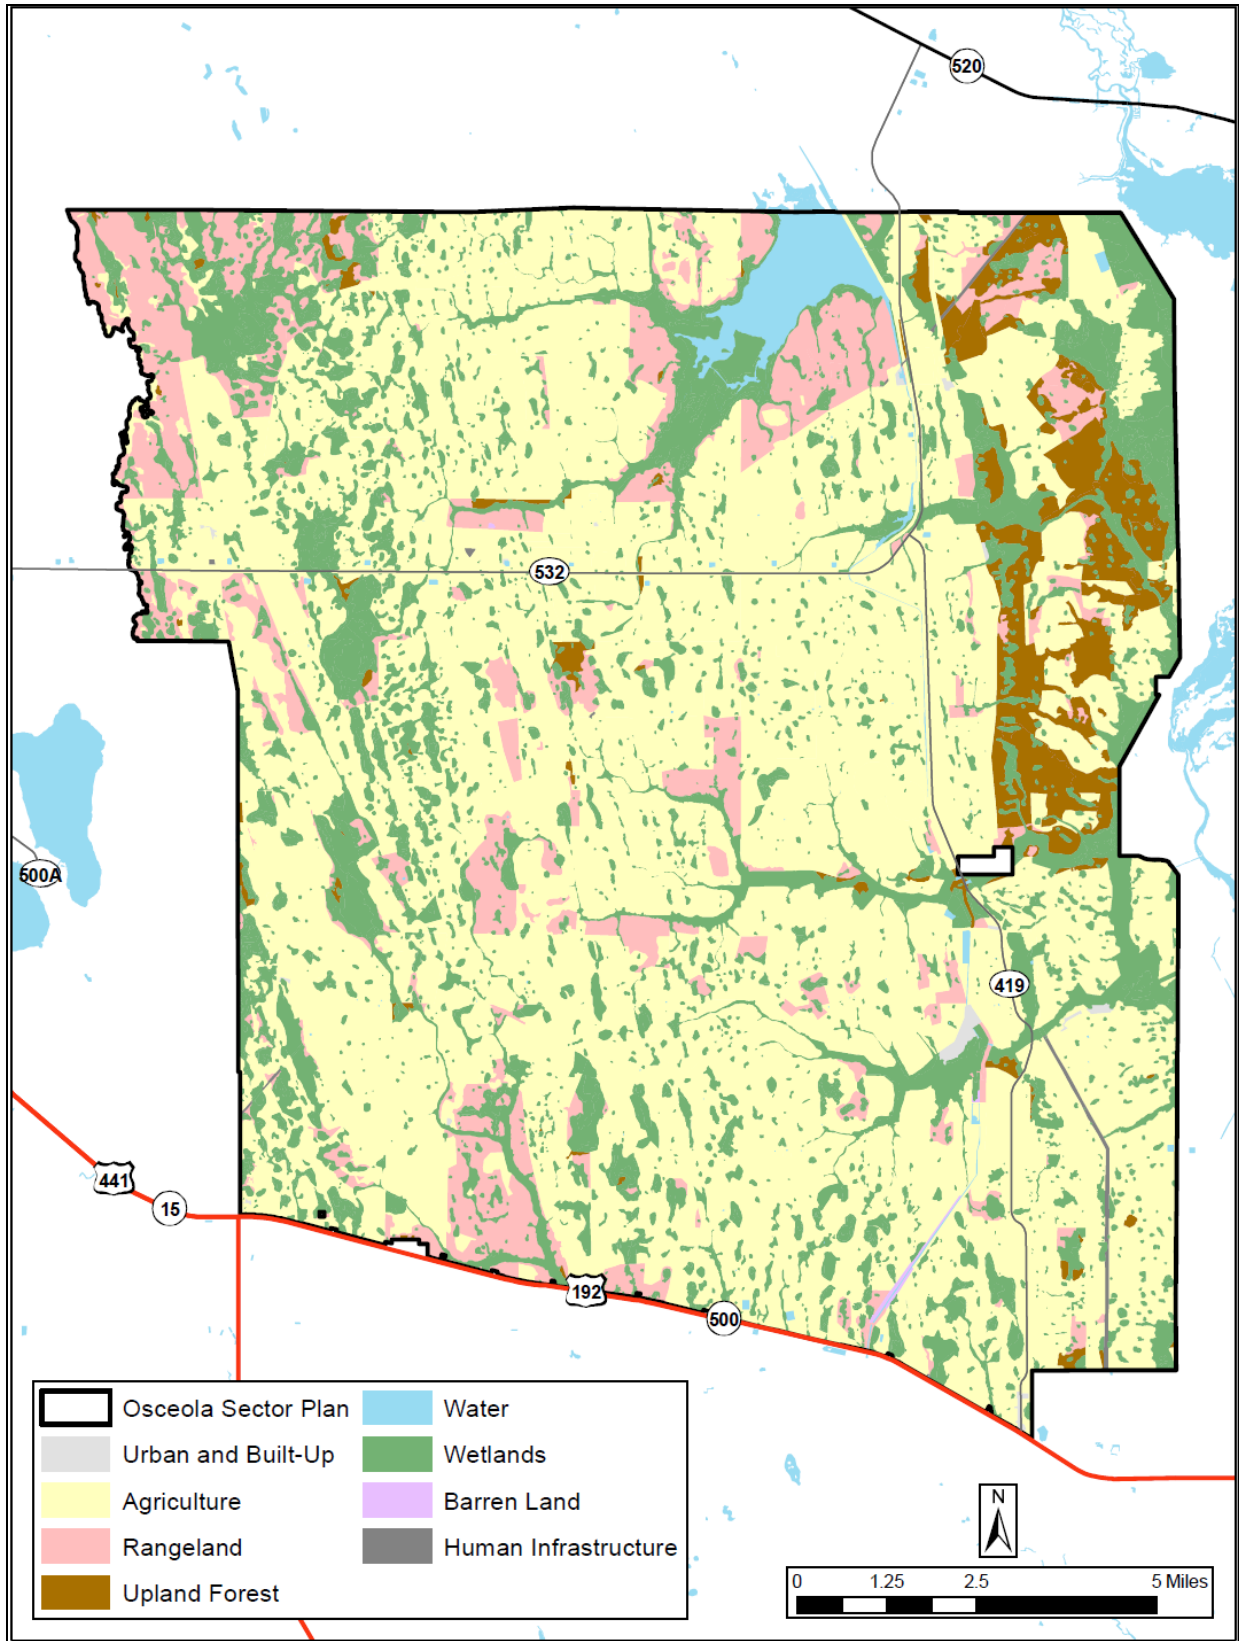 520
532
500A
419
441
15
192
500
Osceola Sector Plan
Urban and Built-Up
Agriculture
Rangeland
Upland Forest
Water
Wetlands
Barren Land
Human Infrastructure
N
0 1.25 2.5 5 Miles